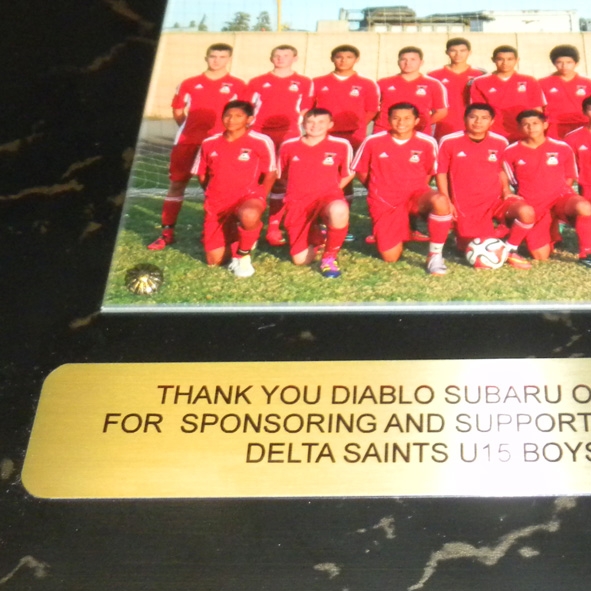 THANK YOU DIABLO SUBARU O
FOR SPONSORING AND SUPPORT
DELTA SAINTS U15 BOYS